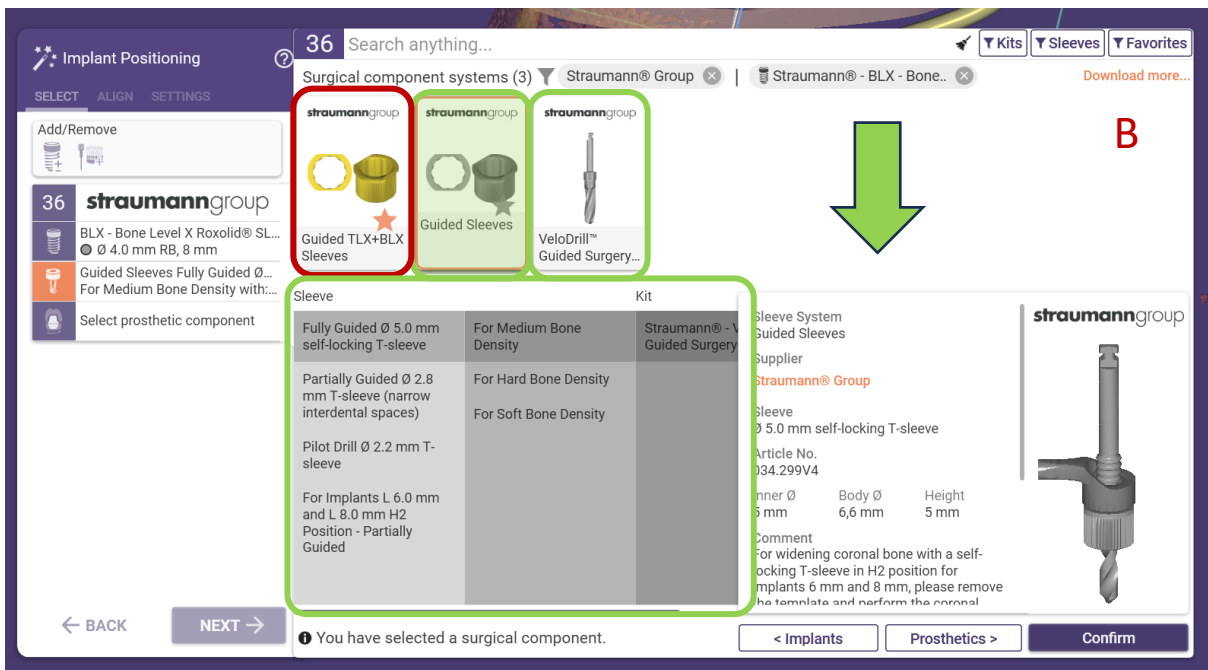 Implant Positioning
SELECT ALIGN SETTINGS
Add/Remove
36 straumanngroup
BLX - Bone Level X Roxolid® SL...
Ø 4.0 mm RB, 8 mm
Guided Sleeves Fully Guided Ø...
For Medium Bone Density with:...
Select prosthetic component
← BACK
NEXT →
36 Search anything...
Kits
Sleeves
Favorites
Surgical component systems (3)
Straumann® Group
|
Straumann® - BLX - Bone..
Download more...
B
straumanngroup
Guided TLX+BLX
Sleeves
straumanngroup
Guided Sleeves
straumanngroup
VeloDrill™
Guided Surgery...
Sleeve
Kit
Fully Guided Ø 5.0 mm
self-locking T-sleeve
Partially Guided Ø 2.8
mm T-sleeve (narrow
interdental spaces)
Pilot Drill Ø 2.2 mm T-
sleeve
For Implants L 6.0 mm
and L 8.0 mm H2
Position - Partially
Guided
For Medium Bone
Density
For Hard Bone Density
For Soft Bone Density
Straumann® - V
Guided Surgery
Sleeve System
Guided Sleeves
Supplier
Straumann® Group
Sleeve
Ø 5.0 mm self-locking T-sleeve
Article No.
034.299V4
Inner Ø Body Ø Height
5 mm 6,6 mm 5 mm
Comment
For widening coronal bone with a self-
locking T-sleeve in H2 position for
implants 6 mm and 8 mm, please remove
the template and perform the coronal
straumanngroup
You have selected a surgical component.
< Implants
Prosthetics >
Confirm